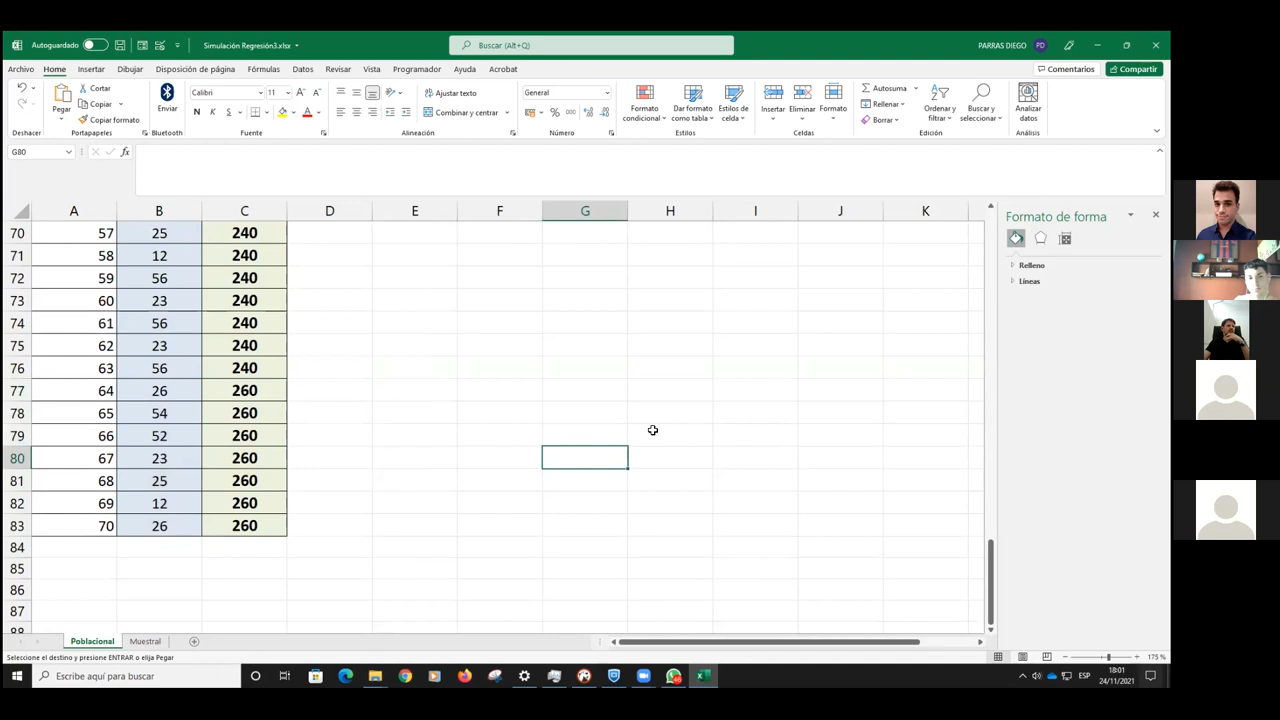 Autoguardado
Simulación Regresión3.xlsx
Buscar (Alt+Q)
PARRAS DIEGO PD
Archivo Home Insertar Dibujar Disposición de página Fórmulas Datos Revisar Vista Programador Ayuda Acrobat Comentarios Compartir
Pegar
Cortar
Copiar
Copiar formato
Enviar
Calibri 11
N K S
Ajustar texto
Combinar y centrar
General
% 000
Formato condicional
Dar formato como tabla
Estilos de celda
Insertar Eliminar Formato
Autosuma
Rellenar
Borrar
Ordenar y filtrar
Buscar y seleccionar
Analizar datos
Deshacer Portapapeles Bluetooth Fuente Alineación Número Estilos Celdas Edición Análisis
G80 fx
A B C D E F G H I J K
70 57 25 240
71 58 12 240
72 59 56 240
73 60 23 240
74 61 56 240
75 62 23 240
76 63 56 240
77 64 26 260
78 65 54 260
79 66 52 260
80 67 23 260
81 68 25 260
82 69 12 260
83 70 26 260
84
85
86
87
88
Formato de forma
Relleno
Líneas
Poblacional Muestral
Seleccione el destino y presione ENTRAR o elija Pegar
175 %
Escribe aquí para buscar
46
ESP
18:01
24/11/2021